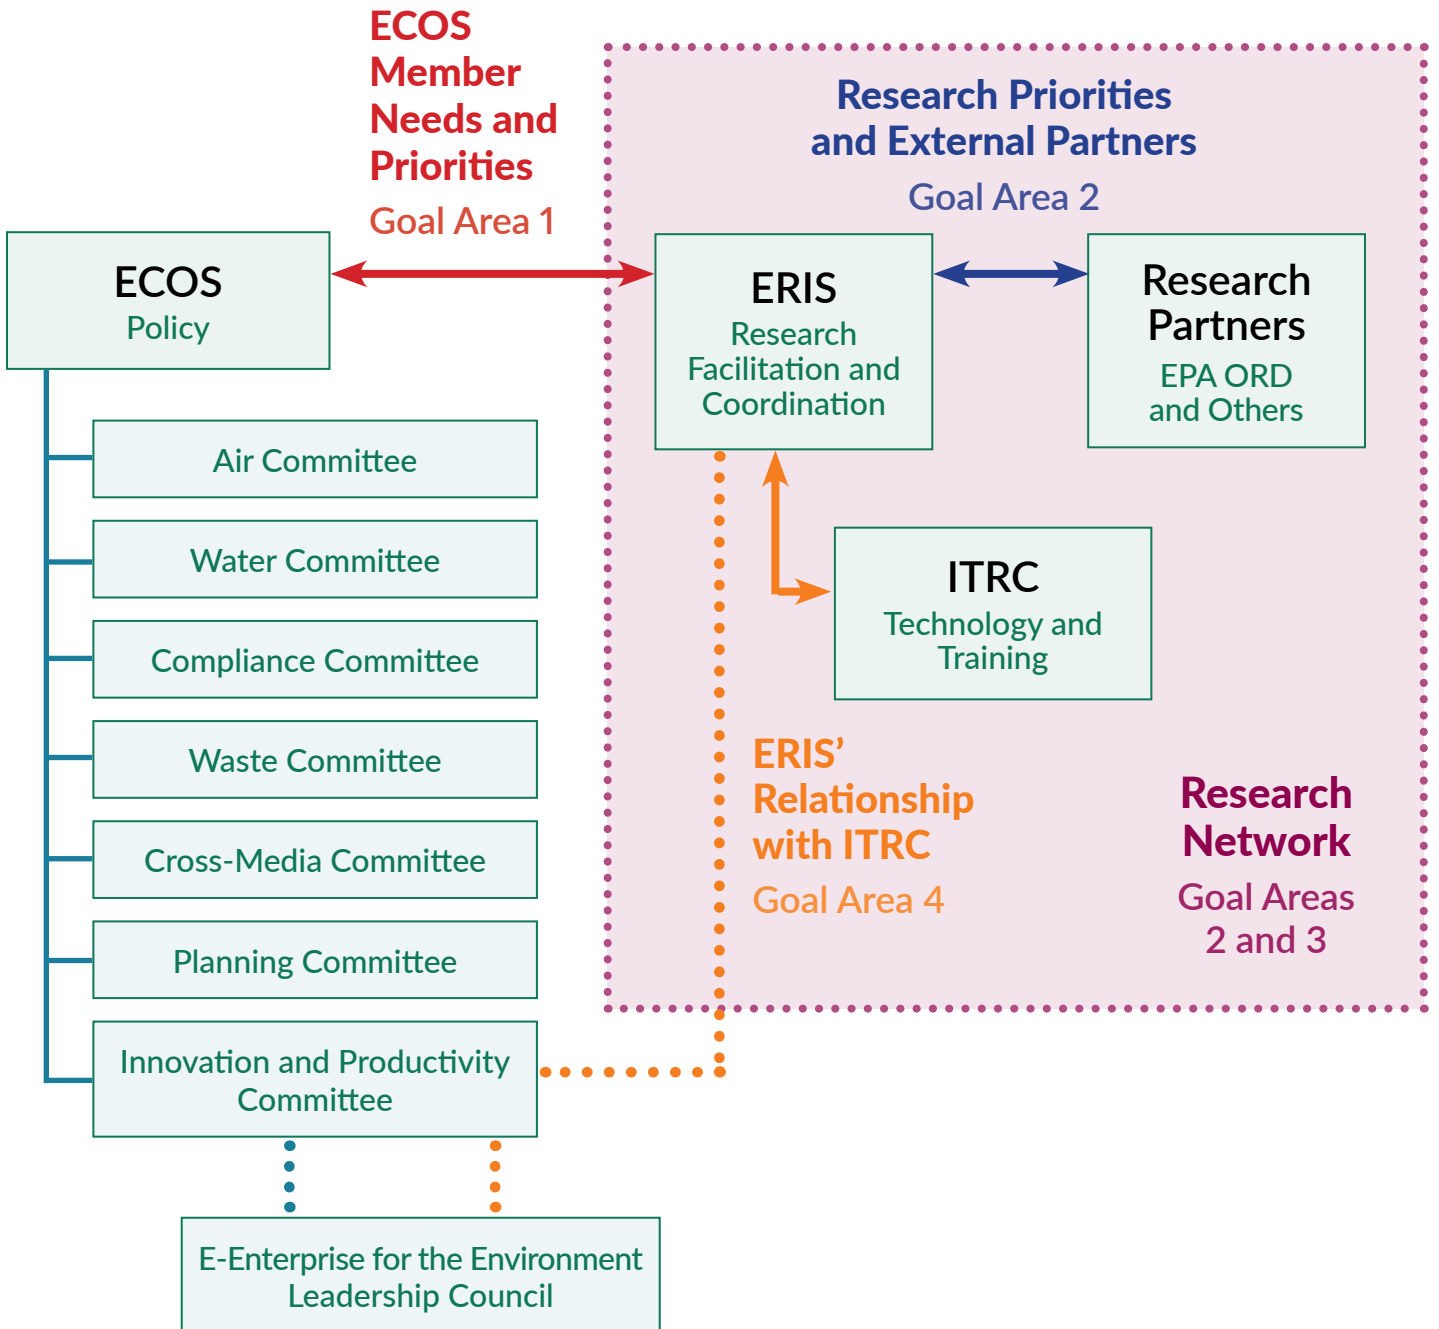 ECOS
Member
Needs and
Priorities
Goal Area 1
Research Priorities
and External Partners
Goal Area 2
ECOS
Policy
ERIS
Research
Facilitation and
Coordination
Research
Partners
EPA ORD
and Others
Air Committee
Water Committee
Compliance Committee
Waste Committee
Cross-Media Committee
Planning Committee
Innovation and Productivity
Committee
E-Enterprise for the Environment
Leadership Council
ITRC
Technology and
Training
ERIS’
Relationship
with ITRC
Goal Area 4
Research
Network
Goal Areas
2 and 3